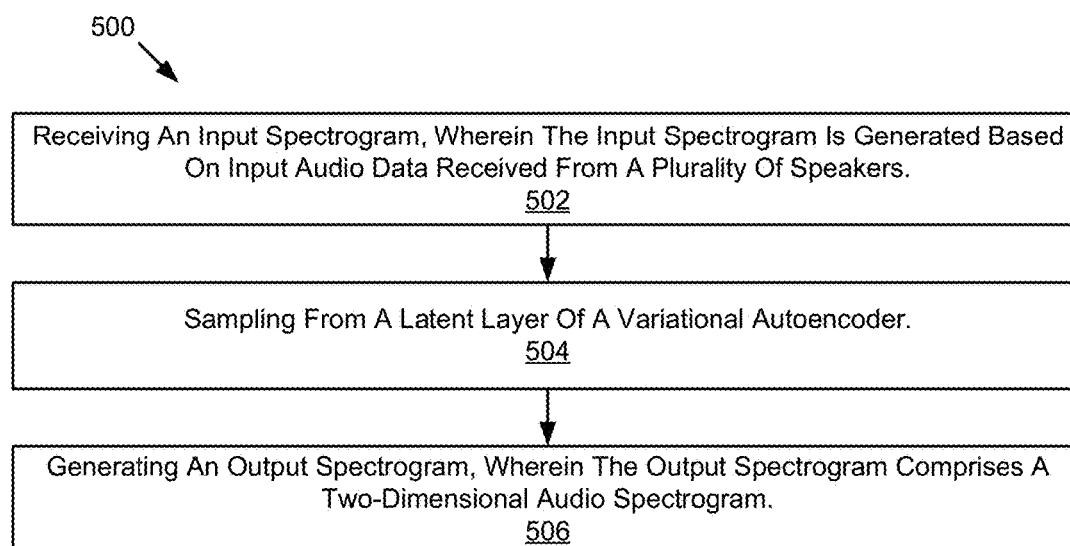 500
Receiving An Input Spectrogram, Wherein The Input Spectrogram Is Generated Based
On Input Audio Data Received From A Plurality Of Speakers.
502
Sampling From A Latent Layer Of A Variational Autoencoder.
504
Generating An Output Spectrogram, Wherein The Output Spectrogram Comprises A
Two-Dimensional Audio Spectrogram.
506